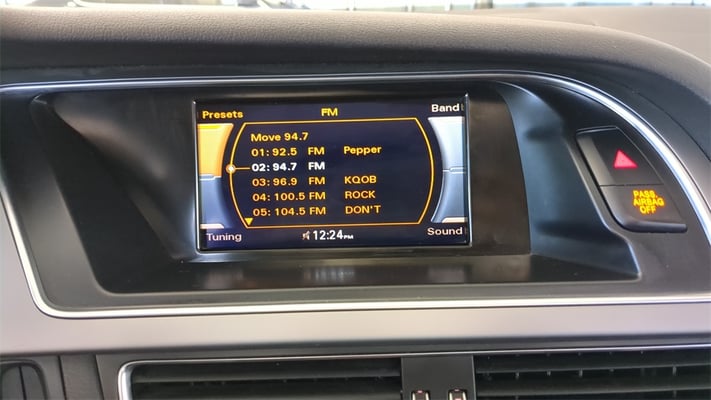 Presets FM Band
Move 94.7
01: 92.5 FM Pepper
02: 94.7 FM
03: 96.9 FM KQOB
04: 100.5 FM ROCK
05: 104.5 FM DON'T
Tuning 12:24PM Sound
PASS.
AIRBAG
OFF